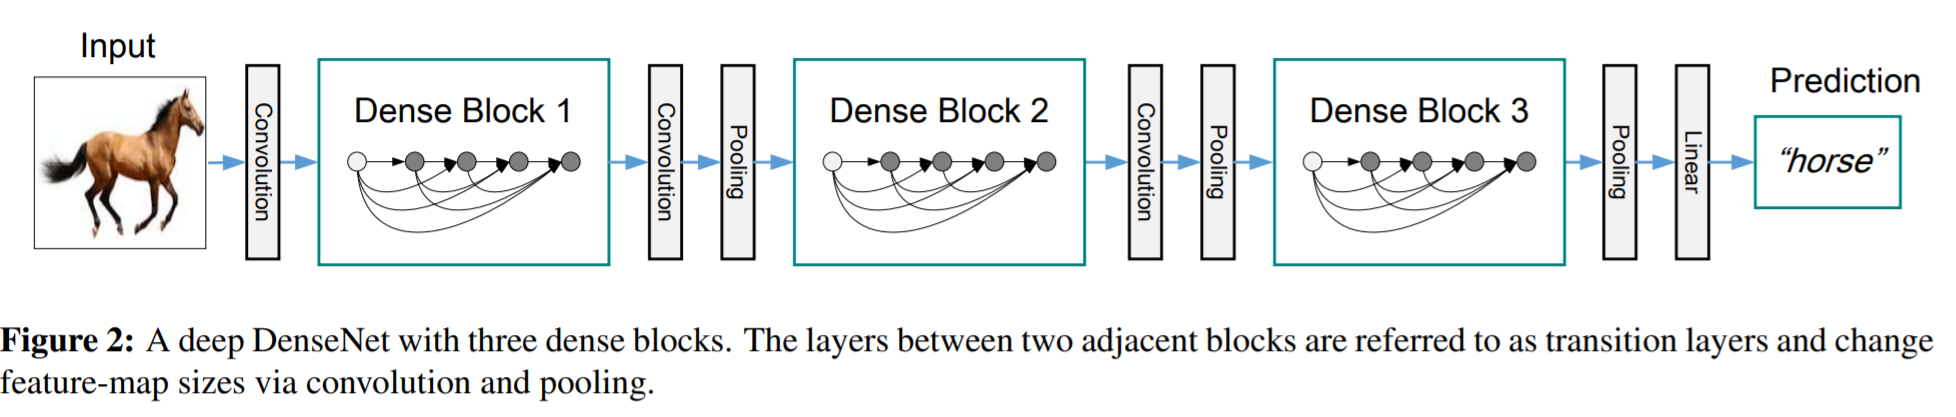 Input
Convolution
Dense Block 1
Convolution
Pooling
Dense Block 2
Convolution
Pooling
Dense Block 3
Pooling
Linear
Prediction
“horse”
Figure 2: A deep DenseNet with three dense blocks. The layers between two adjacent blocks are referred to as transition layers and change
feature-map sizes via convolution and pooling.